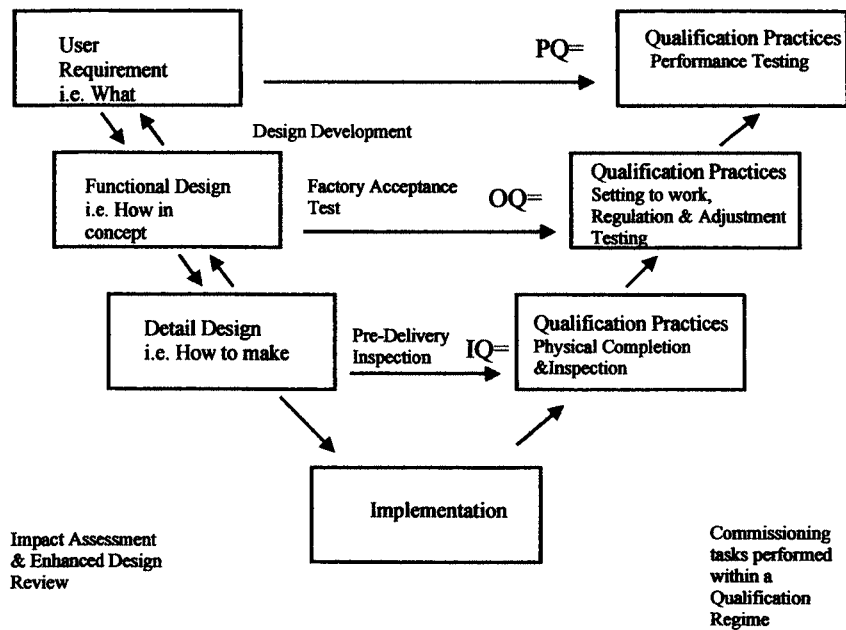 User
Requirement
i.e. What
PQ=
Qualification Practices
Performance Testing
Design Development
Functional Design
i.e. How in
concept
Factory Acceptance
Test
OQ=
Qualification Practices
Setting to work,
Regulation & Adjustment
Testing
Detail Design
i.e. How to make
Pre-Delivery
Inspection
IQ=
Qualification Practices
Physical Completion
&Inspection
Implementation
Impact Assessment
& Enhanced Design
Review
Commissioning
tasks performed
within a
Qualification
Regime